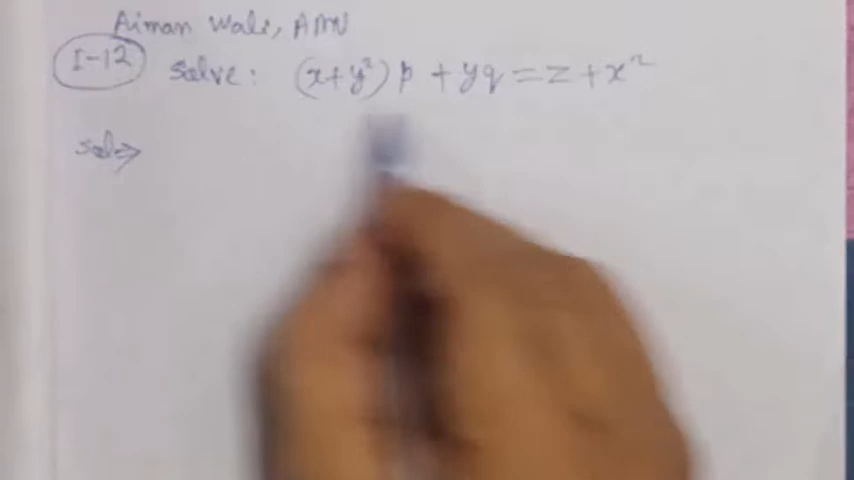 Aiman Wali, AMU
I-12 Solve: (x+y²)p + yq = z + x²
Sol⇒